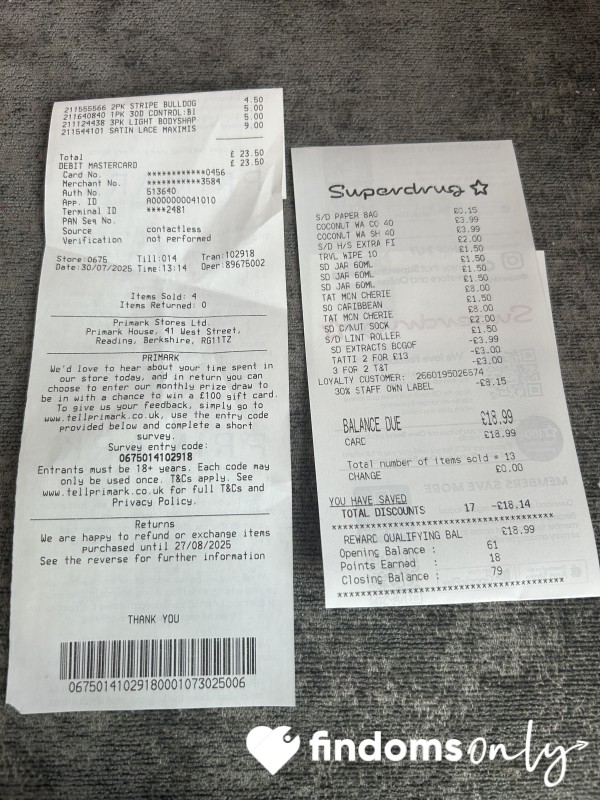 211555566 2PK STRIPE BULLDOG 4.50
211640840 1PK 30D CONTROL:BI 5.00
211124438 3PK LIGHT BODYSHAP 5.00
211544101 SATIN LACE MAXIMIS 9.00
Total £ 23.50
DEBIT MASTERCARD £ 23.50
Card No. ************0456
Merchant No. ******3584
Auth No. 513640
App. ID A0000000041010
Terminal ID ****2481
PAN Seq No.
Source contactless
Verification not performed
Store:0675 Till:014 Tran:102918
Date:30/07/2025 Time:13:14 Oper:89675002
Items Sold: 4
Items Returned: 0
Primark Stores Ltd.
Primark House, 41 West Street,
Reading, Berkshire, RG11TZ
PRIMARK
We'd love to hear about your time spent in
our store today, and in return you can
choose to enter our monthly prize draw to
be in with a chance to win a £100 gift card.
To give us your feedback, simply go to
www.tellprimark.co.uk, use the entry code
provided below and complete a short
survey.
Survey entry code:
0675014102918
Entrants must be 18+ years. Each code may
only be used once. T&Cs apply. See
www.tellprimark.co.uk for full T&Cs and
Privacy Policy.
Returns
We are happy to refund or exchange items
purchased until 27/08/2025
See the reverse for further information
THANK YOU
06750141029180001073025006
Superdrug
S/D PAPER BAG £0.15
COCONUT WA CO 40 £3.99
COCONUT WA SH 40 £3.99
S/D H/S EXTRA FI £2.00
TRVL WIPE 10 £1.50
SD JAR 60ML £1.50
SD JAR 60ML £1.50
SD JAR 60ML £1.50
TAT MCN CHERIE £8.00
SO CARIBBEAN £1.50
TAT MCN CHERIE £8.00
SD C/NUT SOCK £2.00
S/D LINT ROLLER £1.50
SD EXTRACTS BCGOF -£3.99
TATTI 2 FOR £13 -£3.00
3 FOR 2 T&T -£3.00
LOYALTY CUSTOMER: 2660195026574
30% STAFF OWN LABEL -£8.15
BALANCE DUE £18.99
CARD £18.99
Total number of items sold = 13
CHANGE £0.00
YOU HAVE SAVED
TOTAL DISCOUNTS 17 -£18.14
REWARD QUALIFYING BAL £18.99
Opening Balance : 61
Points Earned : 18
Closing Balance : 79
findomsonly